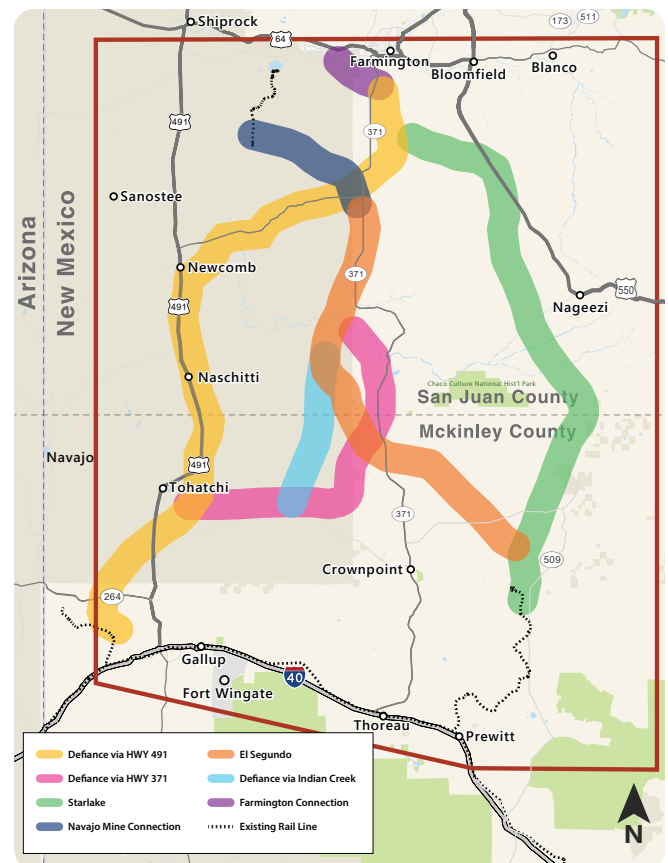 Shiprock
64
173
511
Farmington
Bloomfield
Blanco
491
371
Sanostee
Arizona
New Mexico
Newcomb
371
550
491
Nageezi
Naschitti
Chaco Culture National Hist'l Park
San Juan County
Mckinley County
Navajo
491
Tohatchi
371
509
Crownpoint
264
Gallup
40
Fort Wingate
Thoreau
Prewitt
Defiance via HWY 491
El Segundo
Defiance via HWY 371
Defiance via Indian Creek
Starlake
Farmington Connection
Navajo Mine Connection
Existing Rail Line
N